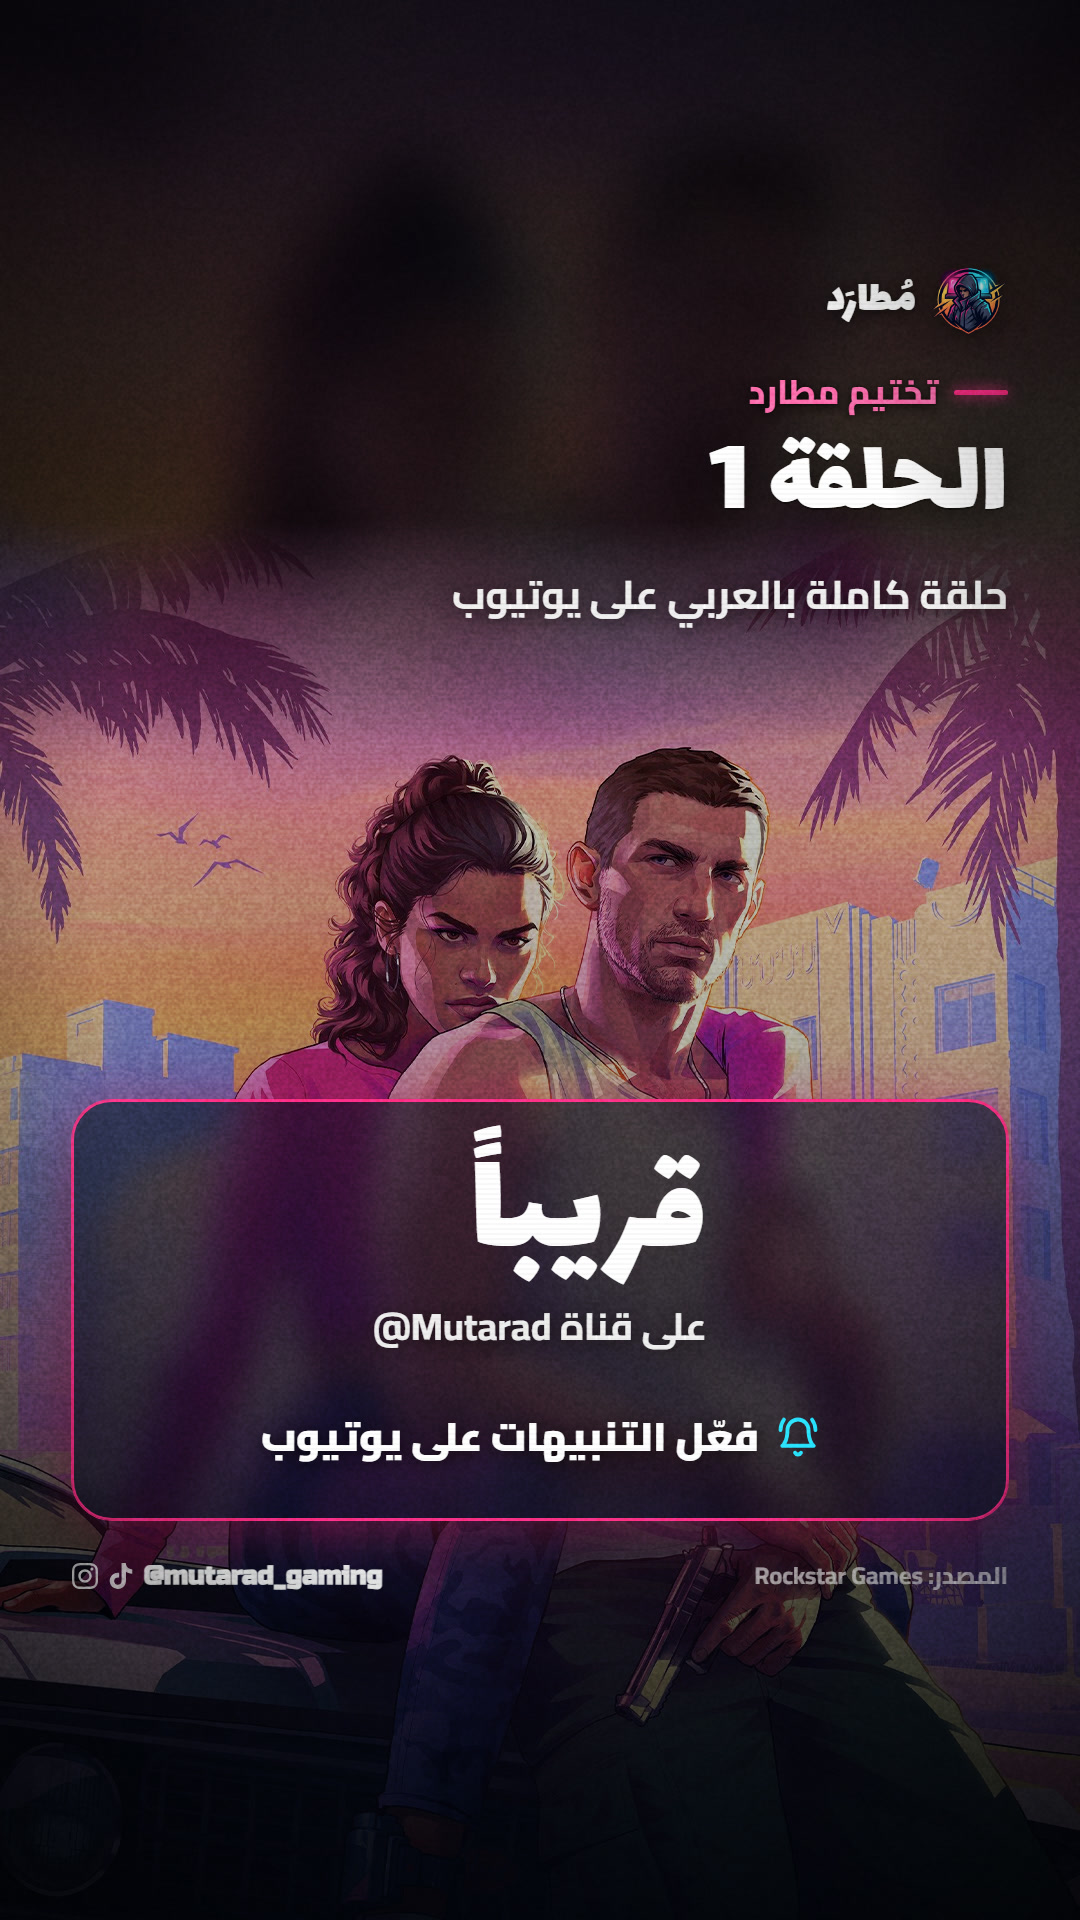 مُطارَد
تختيم مطارد
الحلقة 1
حلقة كاملة بالعربي على يوتيوب
قريباً
على قناة @Mutarad
فعّل التنبيهات على يوتيوب
المصدر: Rockstar Games
@mutarad_gaming